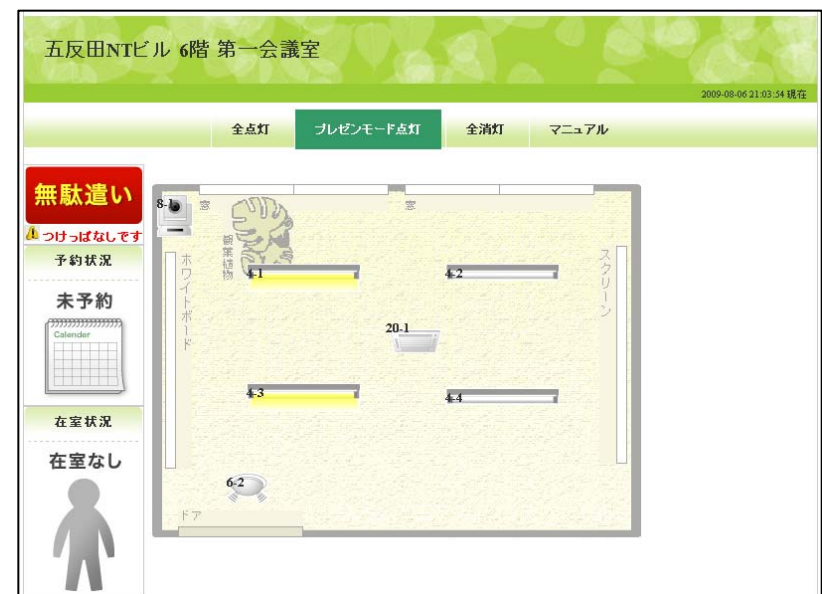 五反田NTビル 6階 第一会議室
2009-08-06 21:03:54 現在
全点灯
プレゼンモード点灯
全消灯
マニュアル
無駄遣い
つけっぱなしです
予約状況
未予約
Calender
在室状況
在室なし
8-1
窓
窓
観葉植物
ホワイトボード
スクリーン
4-1
4-2
20-1
4-3
4-4
6-2
ドア